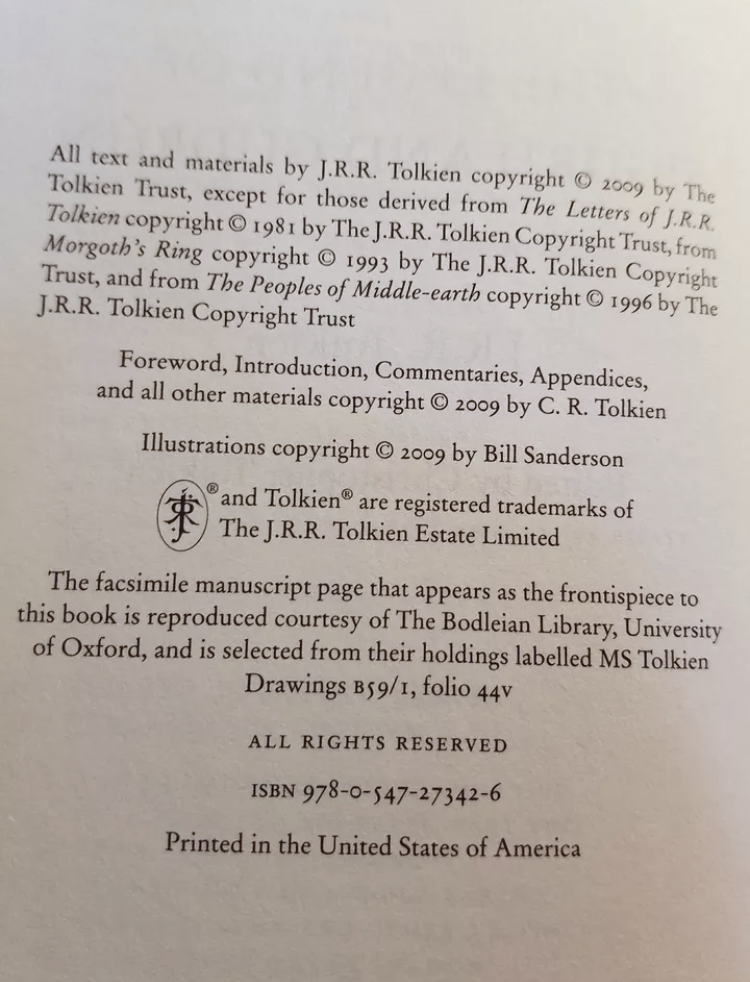 All text and materials by J.R.R. Tolkien copyright © 2009 by The
Tolkien Trust, except for those derived from The Letters of J.R.R.
Tolkien copyright © 1981 by The J.R.R. Tolkien Copyright Trust, from
Morgoth's Ring copyright © 1993 by The J.R.R. Tolkien Copyright
Trust, and from The Peoples of Middle-earth copyright © 1996 by The
J.R.R. Tolkien Copyright Trust
Foreword, Introduction, Commentaries, Appendices,
and all other materials copyright © 2009 by C. R. Tolkien
Illustrations copyright © 2009 by Bill Sanderson
® and Tolkien® are registered trademarks of
The J.R.R. Tolkien Estate Limited
The facsimile manuscript page that appears as the frontispiece to
this book is reproduced courtesy of The Bodleian Library, University
of Oxford, and is selected from their holdings labelled MS Tolkien
Drawings B59/1, folio 44v
ALL RIGHTS RESERVED
ISBN 978-0-547-27342-6
Printed in the United States of America